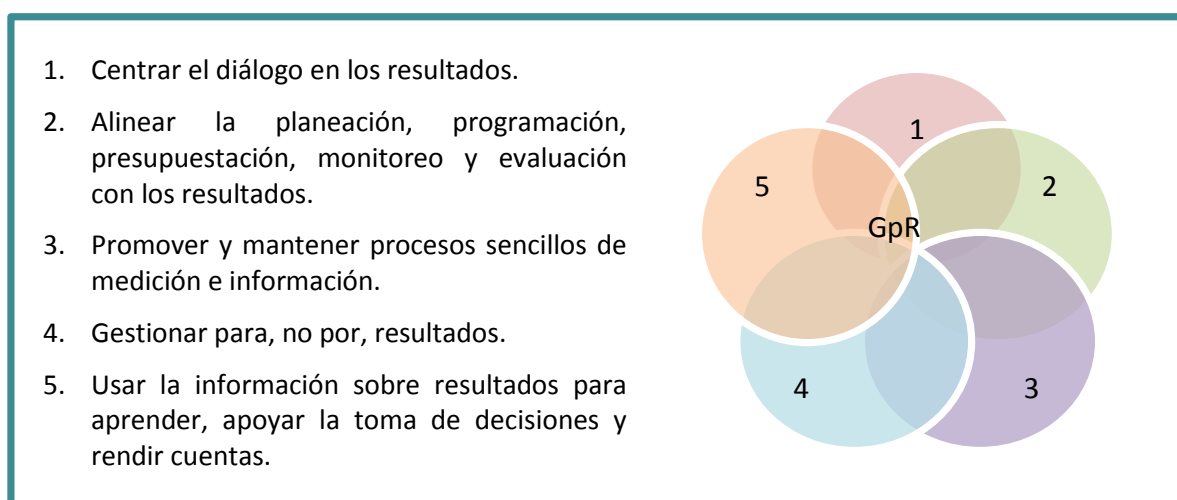 1. Centrar el diálogo en los resultados.
2. Alinear la planeación, programación,
presupuestación, monitoreo y evaluación
con los resultados.
3. Promover y mantener procesos sencillos de
medición e información.
4. Gestionar para, no por, resultados.
5. Usar la información sobre resultados para
aprender, apoyar la toma de decisiones y
rendir cuentas.
1
5
2
GpR
4
3